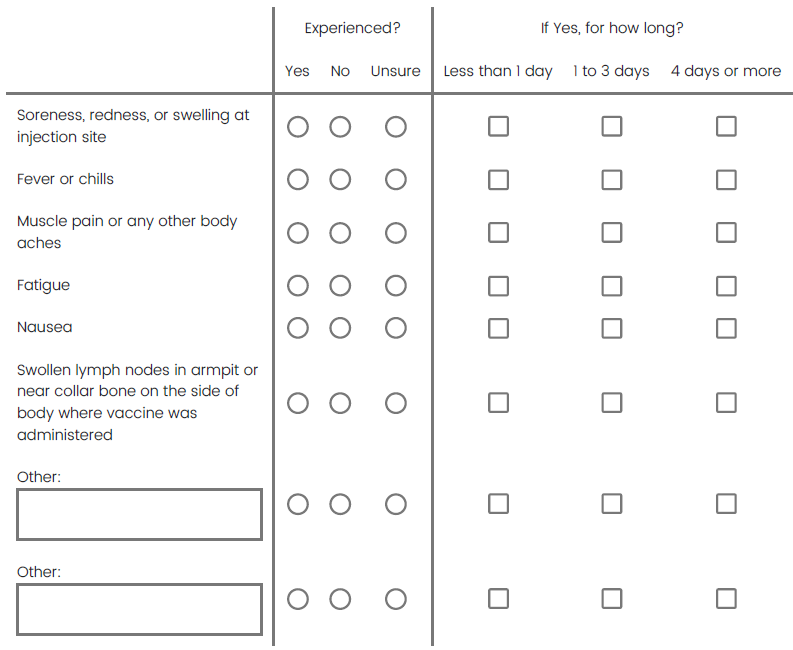 Experienced?
If Yes, for how long?
Yes No Unsure Less than 1 day 1 to 3 days 4 days or more
Soreness, redness, or swelling at
injection site
Fever or chills
Muscle pain or any other body
aches
Fatigue
Nausea
Swollen lymph nodes in armpit or
near collar bone on the side of
body where vaccine was
administered
Other:
Other: